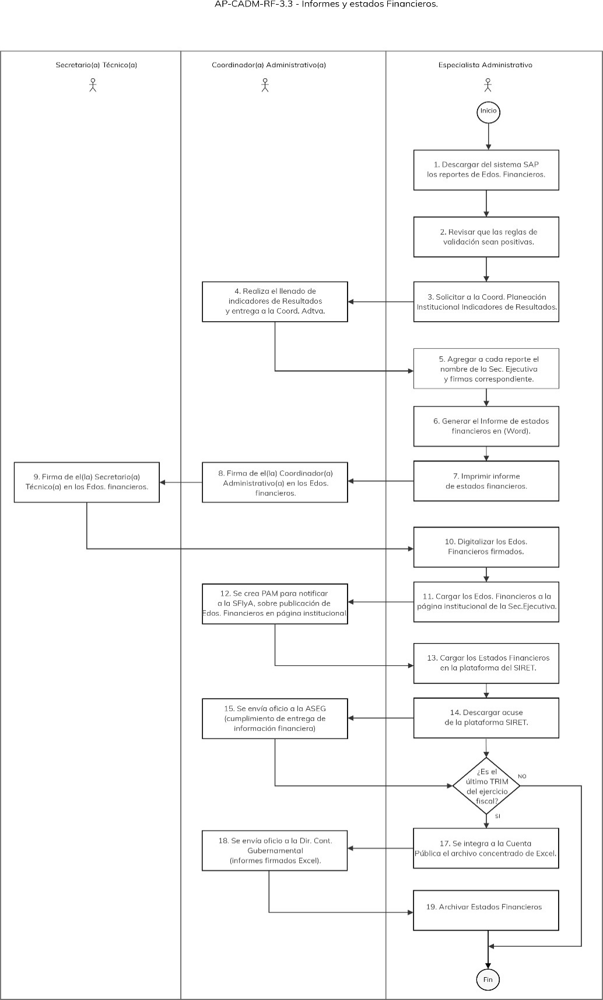 AP-CADM-RF-3.3 - Informes y estados Financieros.
Secretario(a) Técnico(a)
Coordinador(a) Administrativo(a)
Especialista Administrativo
Inicio
1. Descargar del sistema SAP
los reportes de Edos. Financieros.
2. Revisar que las reglas de
validación sean positivas.
3. Solicitar a la Coord. Planeación
Institucional Indicadores de Resultados.
4. Realiza el llenado de
indicadores de Resultados
y entrega a la Coord. Adtva.
5. Agregar a cada reporte el
nombre de la Sec. Ejecutiva
y firmas correspondiente.
6. Generar el Informe de estados
financieros en (Word).
7. Imprimir informe
de estados financieros.
8. Firma de el(la) Coordinador(a)
Administrativo(a) en los Edos.
financieros.
9. Firma de el(la) Secretario(a)
Técnico(a) en los Edos. financieros.
10. Digitalizar los Edos.
Financieros firmados.
11. Cargar los Edos. Financieros a la
página institucional de la Sec.Ejecutiva.
12. Se crea PAM para notificar
a la SFIyA, sobre publicación de
Edos. Financieros en página institucional.
13. Cargar los Estados Financieros
en la plataforma del SIRET.
14. Descargar acuse
de la plataforma SIRET.
15. Se envía oficio a la ASEG
(cumplimiento de entrega de
información financiera)
¿Es el
último TRIM
del ejercicio
fiscal?
NO
SI
17. Se integra a la Cuenta
Pública el archivo concentrado de Excel.
18. Se envía oficio a la Dir. Cont.
Gubernamental
(informes firmados Excel).
19. Archivar Estados Financieros
Fin